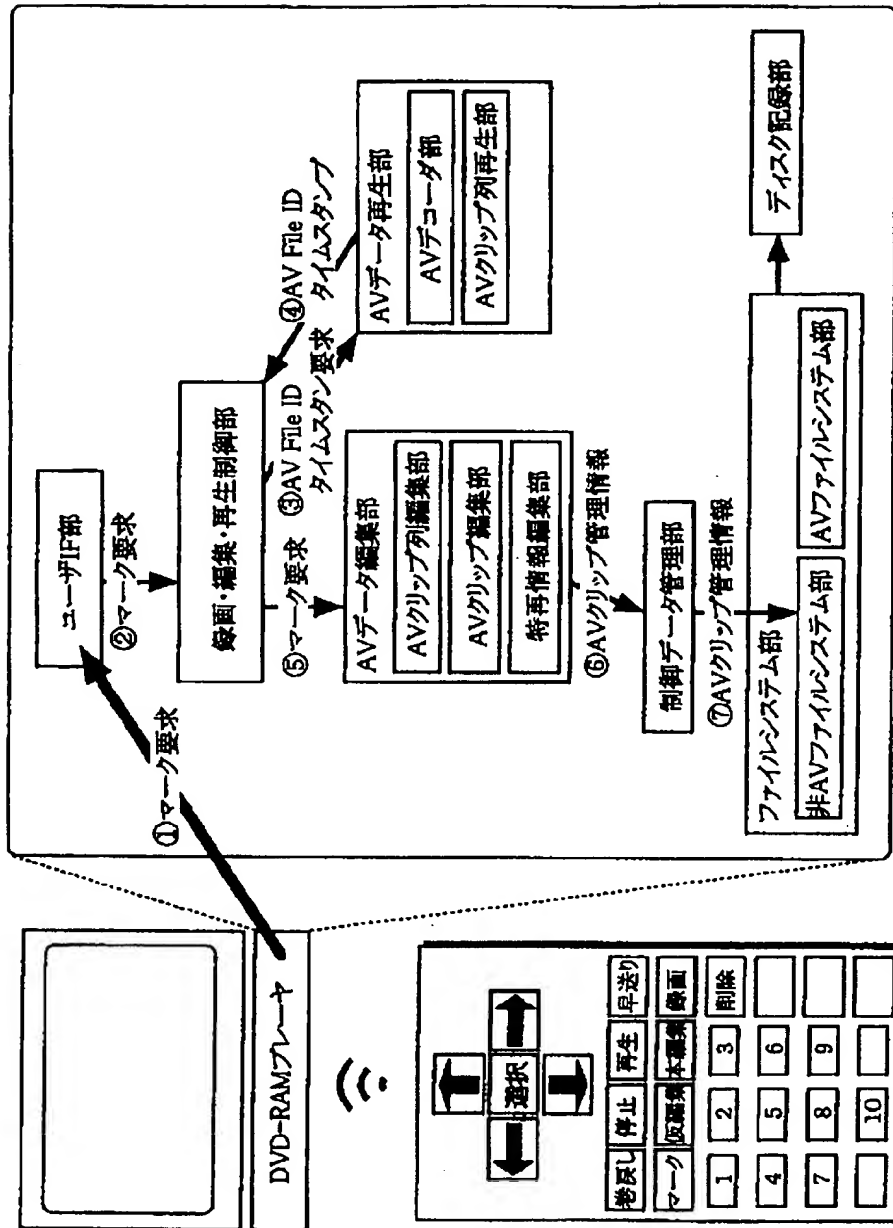 DVD-RAMプレーヤ
選択
巻戻し 停止 再生 早送り
マーク 仮編集 本編集 録画
1 2 3 削除
4 5 6
7 8 9
10
①マーク要求
ユーザIF部
②マーク要求
録画・編集・再生制御部
③AV File ID
タイムスタン要求
④AV File ID
タイムスタンプ
⑤マーク要求
AVデータ編集部
AVクリップ列編集部
AVクリップ編集部
特再情報編集部
AVデータ再生部
AVデコーダ部
AVクリップ列再生部
⑥AVクリップ管理情報
制御データ管理部
⑦AVクリップ管理情報
ファイルシステム部
非AVファイルシステム部
AVファイルシステム部
ディスク記録部